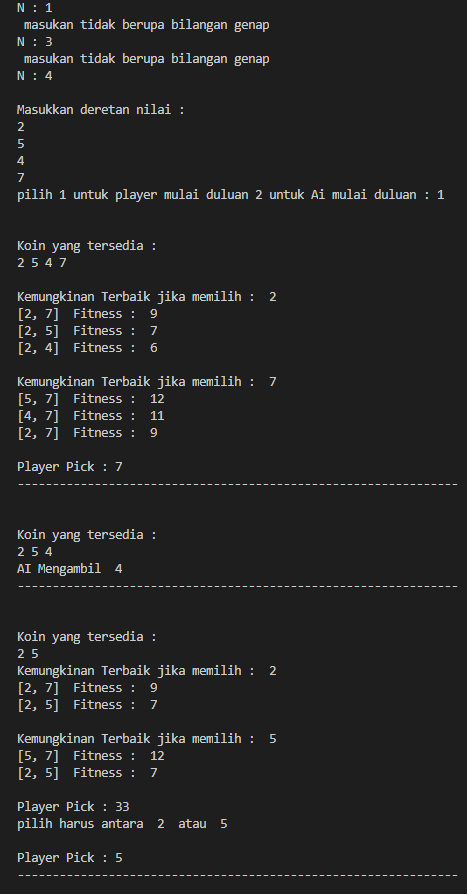 N : 1
masukan tidak berupa bilangan genap
N : 3
masukan tidak berupa bilangan genap
N : 4
Masukkan deretan nilai :
2
5
4
7
pilih 1 untuk player mulai duluan 2 untuk Ai mulai duluan : 1
Koin yang tersedia :
2 5 4 7
Kemungkinan Terbaik jika memilih :  2
[2, 7]  Fitness :  9
[2, 5]  Fitness :  7
[2, 4]  Fitness :  6
Kemungkinan Terbaik jika memilih :  7
[5, 7]  Fitness :  12
[4, 7]  Fitness :  11
[2, 7]  Fitness :  9
Player Pick : 7
---------------------------------------------------------------
Koin yang tersedia :
2 5 4
AI Mengambil  4
---------------------------------------------------------------
Koin yang tersedia :
2 5
Kemungkinan Terbaik jika memilih :  2
[2, 7]  Fitness :  9
[2, 5]  Fitness :  7
Kemungkinan Terbaik jika memilih :  5
[5, 7]  Fitness :  12
[2, 5]  Fitness :  7
Player Pick : 33
pilih harus antara  2  atau  5
Player Pick : 5
---------------------------------------------------------------